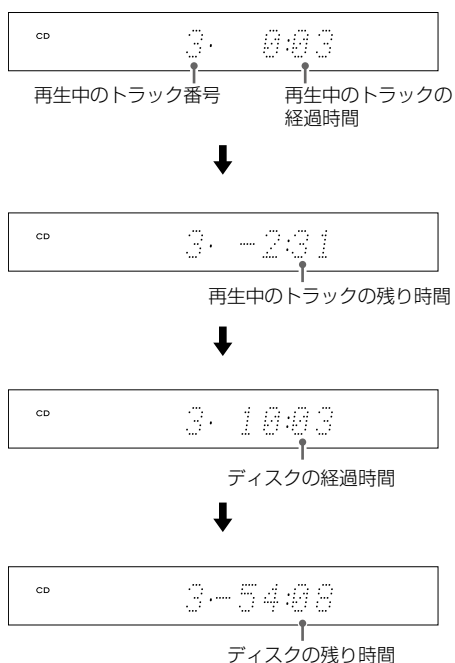 CD 3. 0:03
再生中のトラック番号 再生中のトラックの
経過時間
CD 3. -2:31
再生中のトラックの残り時間
CD 3. 10:03
ディスクの経過時間
CD 3.-54:08
ディスクの残り時間